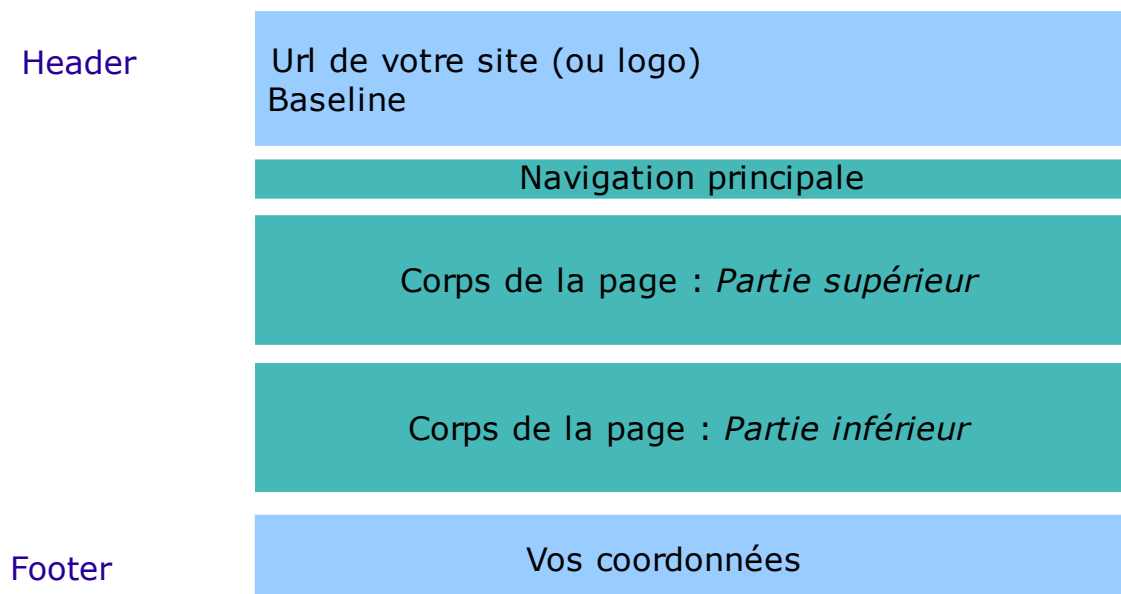 Header
Url de votre site (ou logo)
Baseline
Navigation principale
Corps de la page : Partie supérieur
Corps de la page : Partie inférieur
Footer
Vos coordonnées